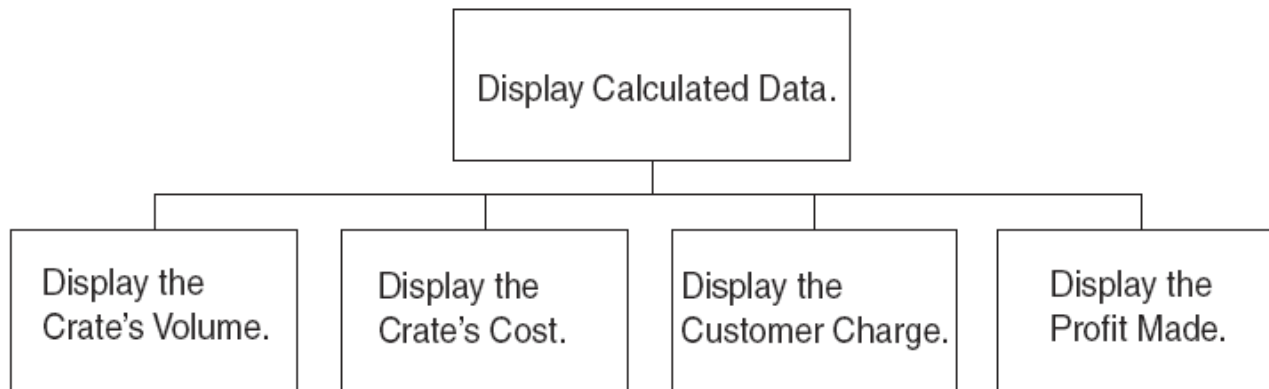 Display Calculated Data.
Display the
Crate’s Volume.
Display the
Crate’s Cost.
Display the
Customer Charge.
Display the
Profit Made.